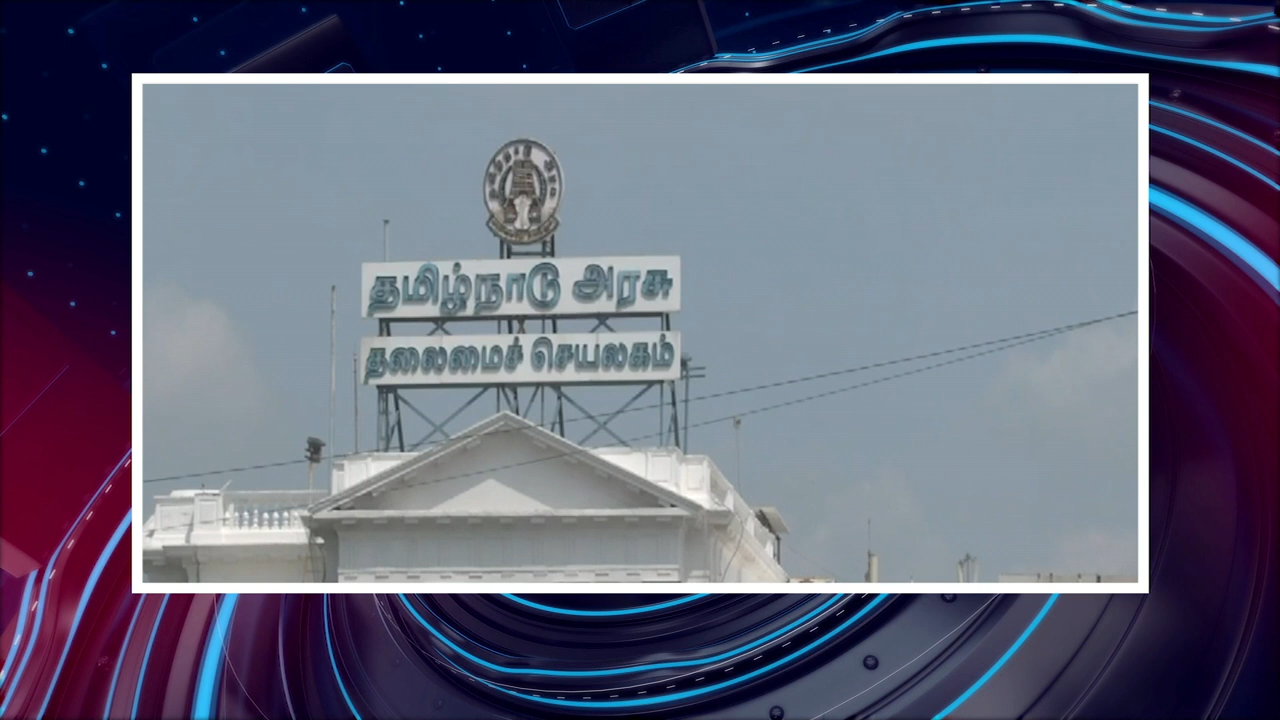 தமிழ்நாடு அரசு
தலைமைச் செயலகம்